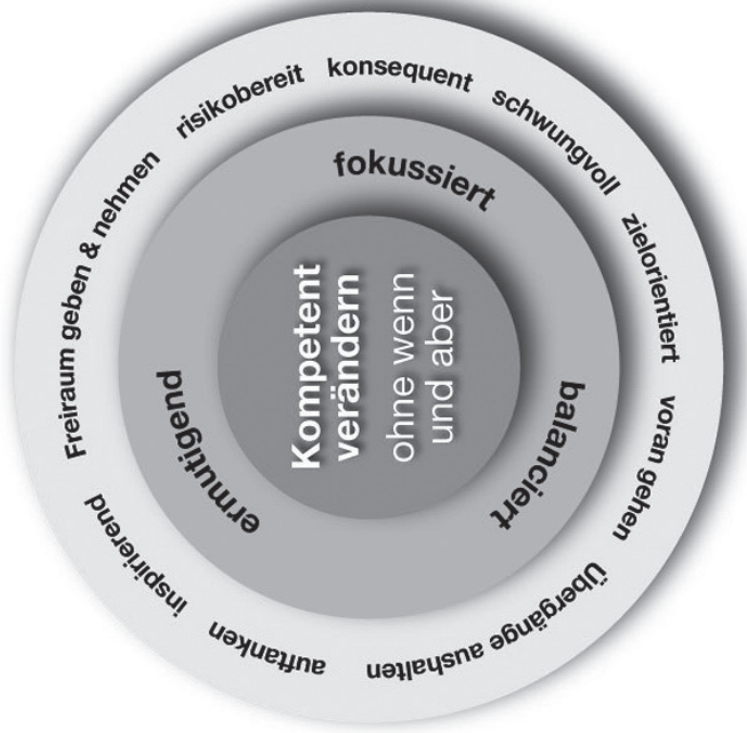 Kompetent
verändern
ohne wenn
und aber
fokussiert
balanciert
ermutigend
konsequent
schwungvoll
zielorientiert
voran gehen
Übergänge aushalten
auftanken
inspirierend
Freiraum geben & nehmen
risikobereit